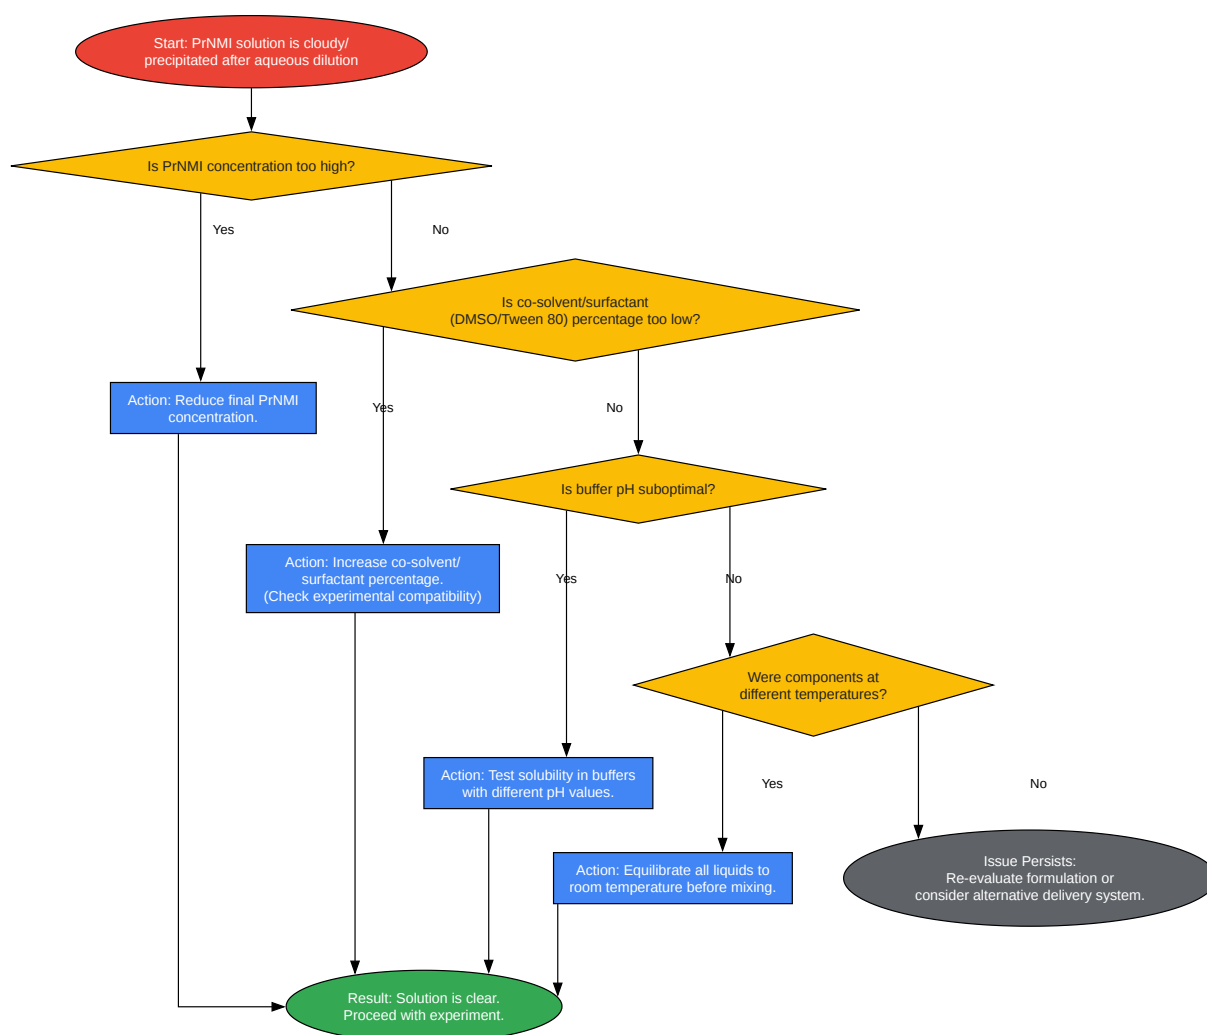 Start: PrNMI solution is cloudy/
precipitated after aqueous dilution
Is PrNMI concentration too high?
Yes
No
Is co-solvent/surfactant
(DMSO/Tween 80) percentage too low?
Action: Reduce final PrNMI
concentration.
Yes
No
Is buffer pH suboptimal?
Action: Increase co-solvent/
surfactant percentage.
(Check experimental compatibility)
Yes
No
Were components at
different temperatures?
Action: Test solubility in buffers
with different pH values.
Yes
No
Action: Equilibrate all liquids to
room temperature before mixing.
Issue Persists:
Re-evaluate formulation or
consider alternative delivery system.
Result: Solution is clear.
Proceed with experiment.